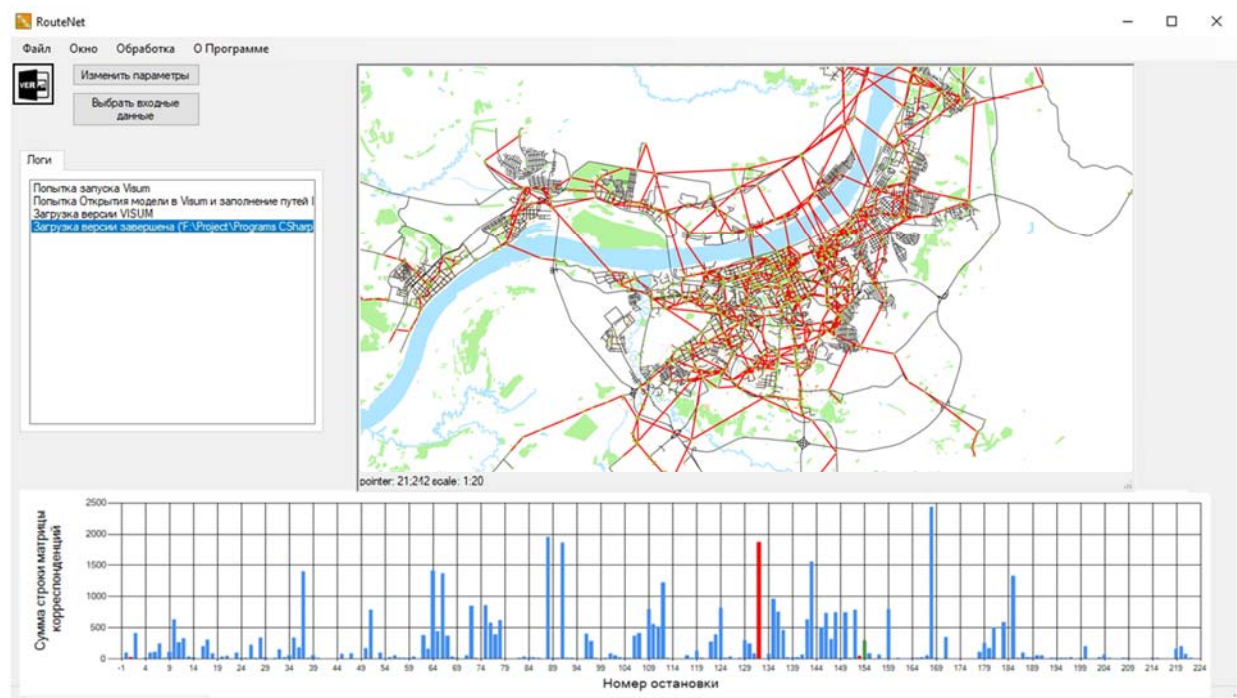 RouteNet
Файл Окно Обработка О Программе
VER
Изменить параметры
Выбрать входные
данные
Логи
Попытка запуска Visum
Попытка Открытия модели в Visum и заполнение путей
Загрузка версии VISUM
Загрузка версии завершена ('F:\Project\Programs CSharp
pointer: 21;242 scale: 1:20
Сумма строки матрицы
корреспонденций
2500
2000
1500
1000
500
0
-1 4 9 14 19 24 29 34 39 44 49 54 59 64 69 74 79 84 89 94 99 104 109 114 119 124 129 134 139 144 149 154 159 164 169 174 179 184 189 194 199 204 209 214 219 224
Номер остановки